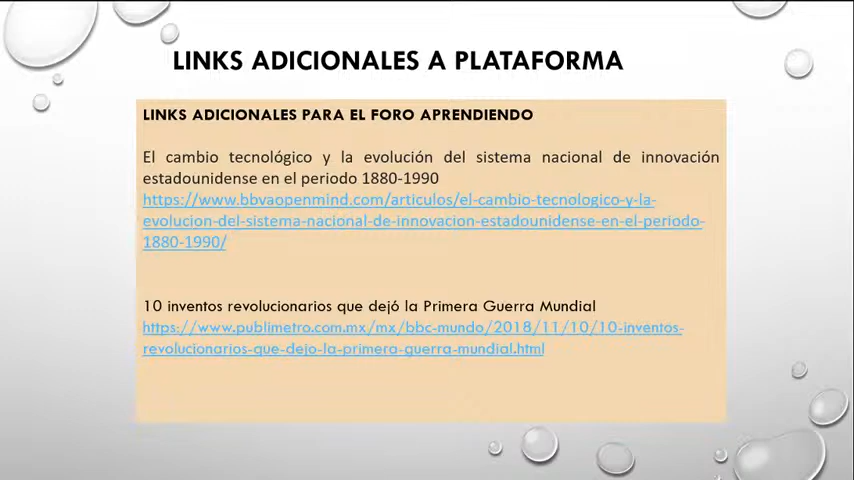 LINKS ADICIONALES A PLATAFORMA
LINKS ADICIONALES PARA EL FORO APRENDIENDO
El cambio tecnológico y la evolución del sistema nacional de innovación
estadounidense en el periodo 1880-1990
https://www.bbvaopenmind.com/articulos/el-cambio-tecnologico-y-la-
evolucion-del-sistema-nacional-de-innovacion-estadounidense-en-el-periodo-
1880-1990/
10 inventos revolucionarios que dejó la Primera Guerra Mundial
https://www.publimetro.com.mx/mx/bbc-mundo/2018/11/10/10-inventos-
revolucionarios-que-dejo-la-primera-guerra-mundial.html